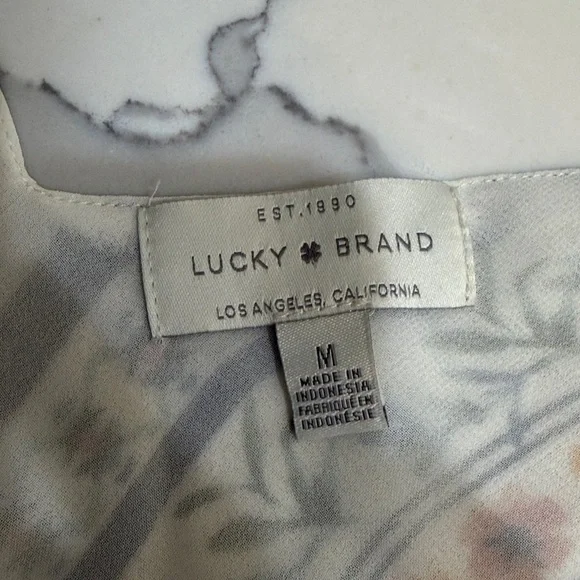 EST.1990
LUCKY BRAND
LOS ANGELES, CALIFORNIA
M
MADE IN
INDONESIA
FABRIQUÉ EN
INDONÉSIE